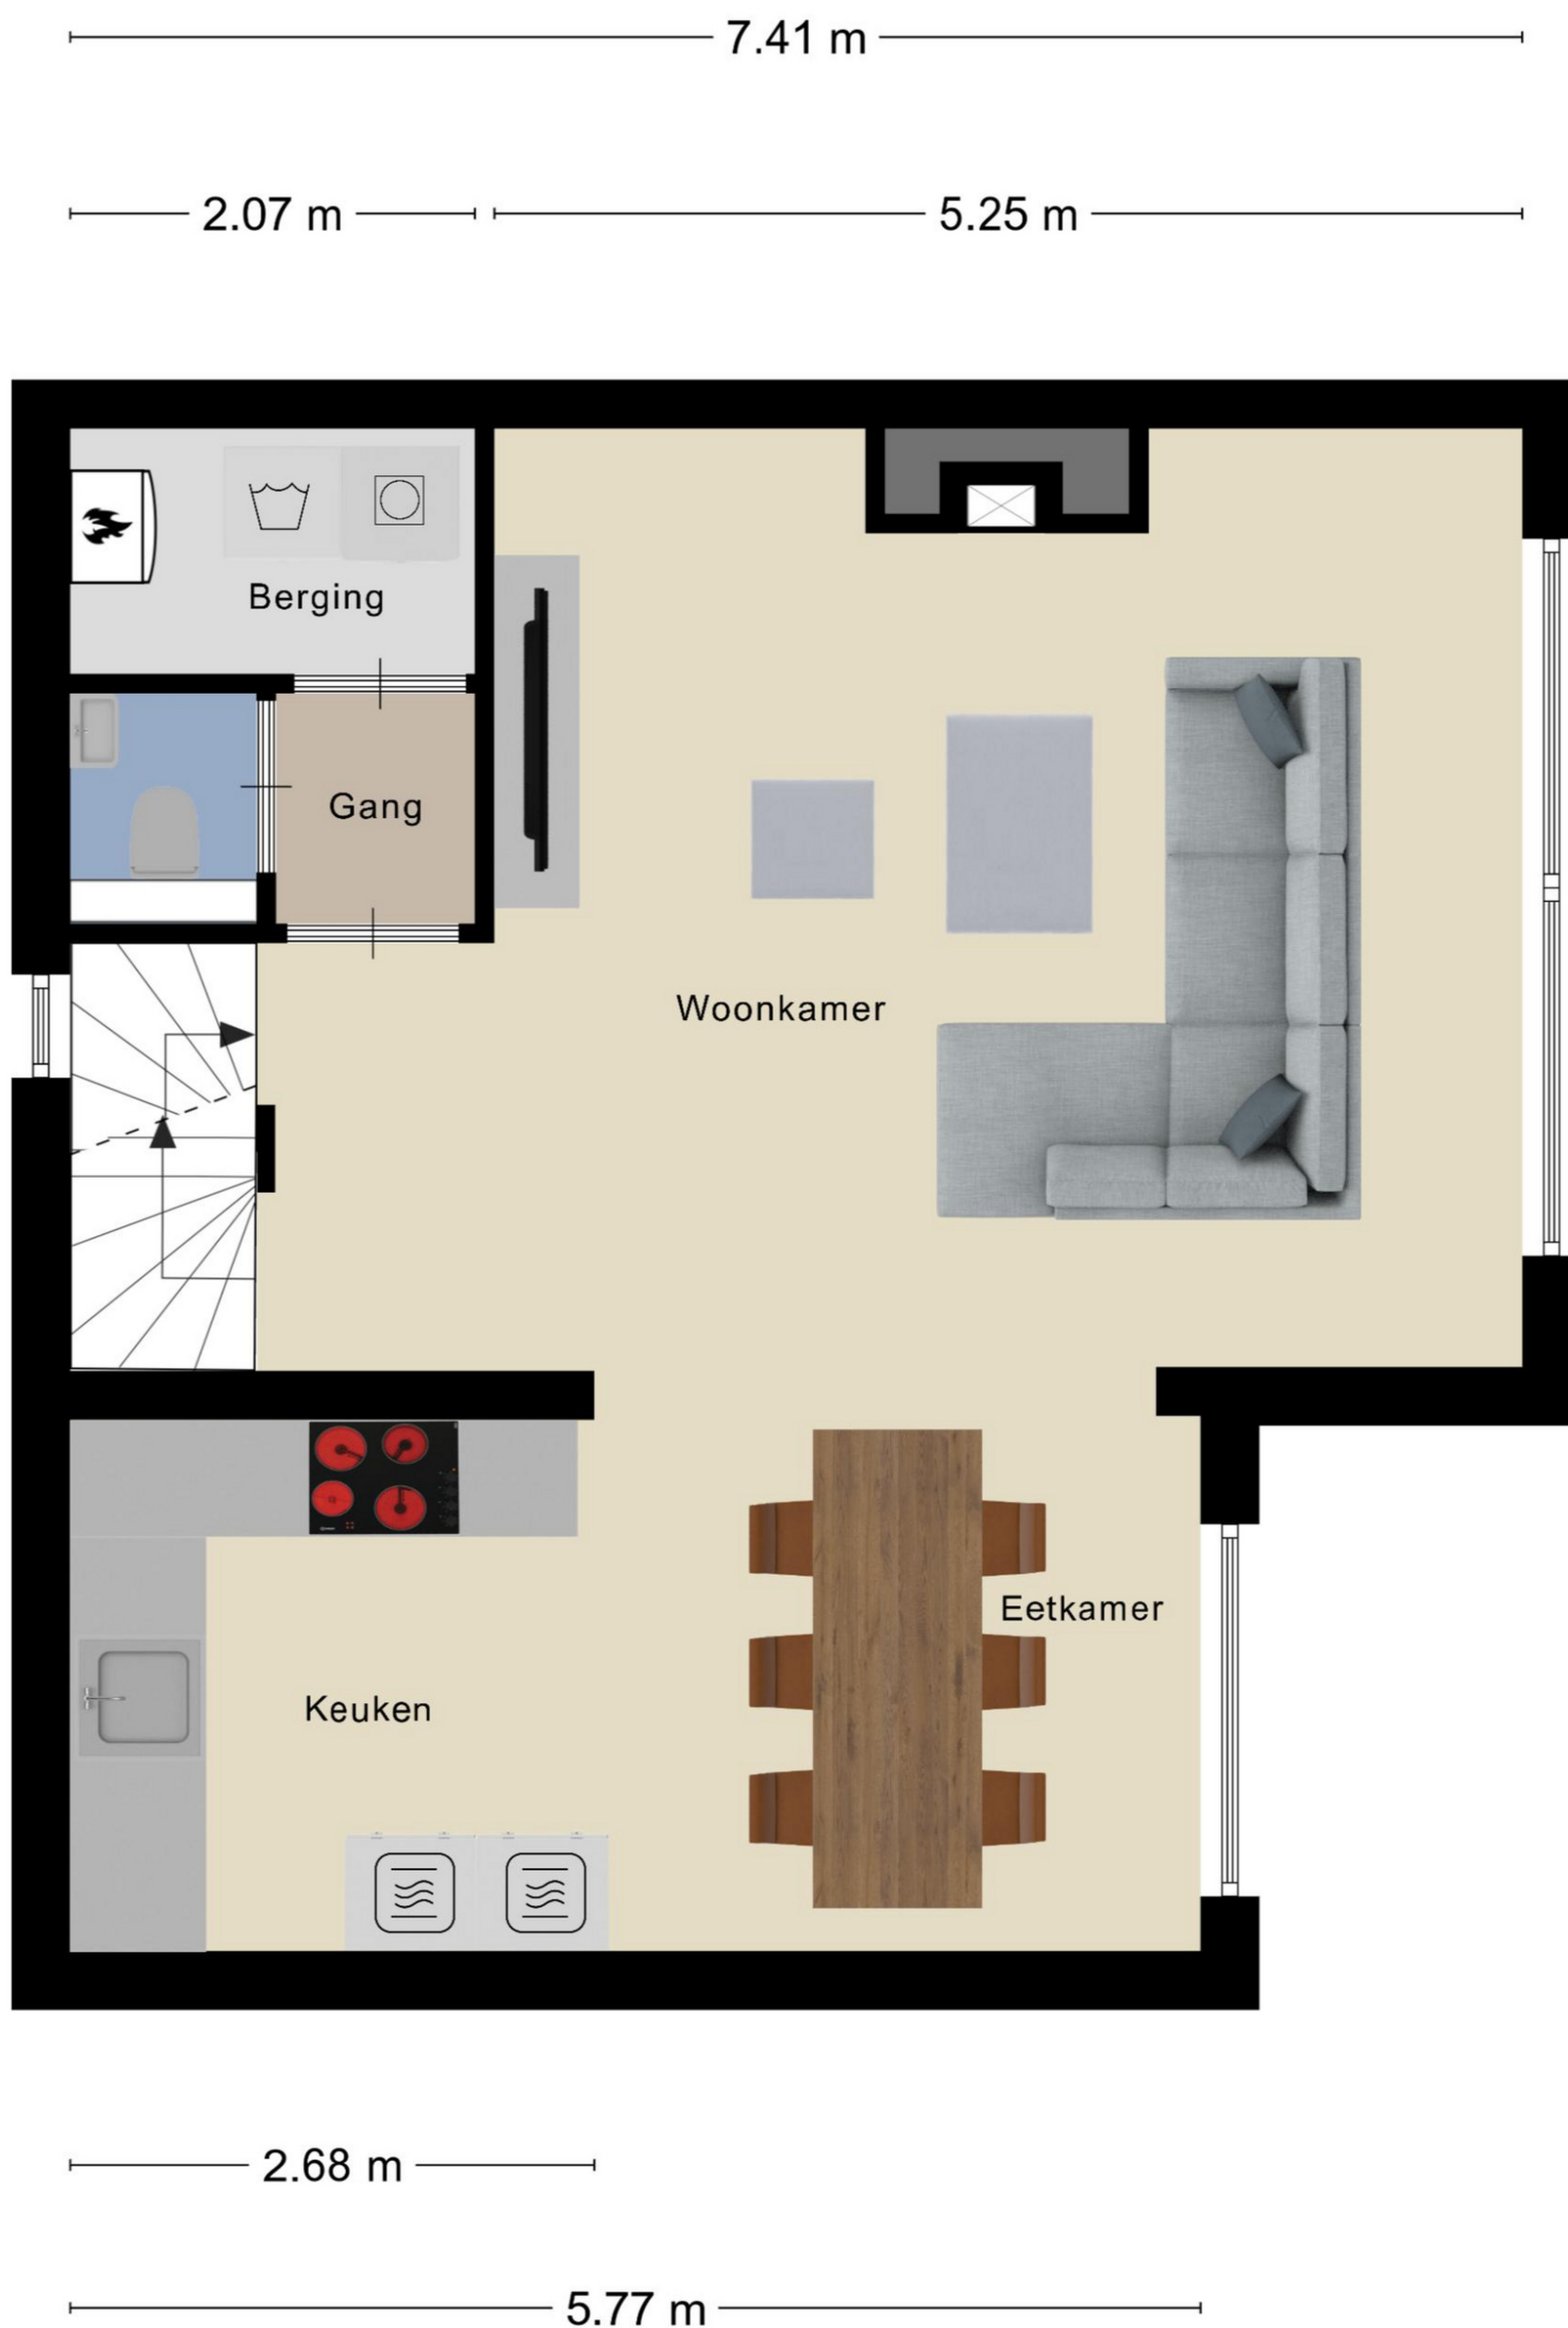 7.41 m
2.07 m
5.25 m
Berging
Gang
Woonkamer
Eetkamer
Keuken
2.68 m
5.77 m